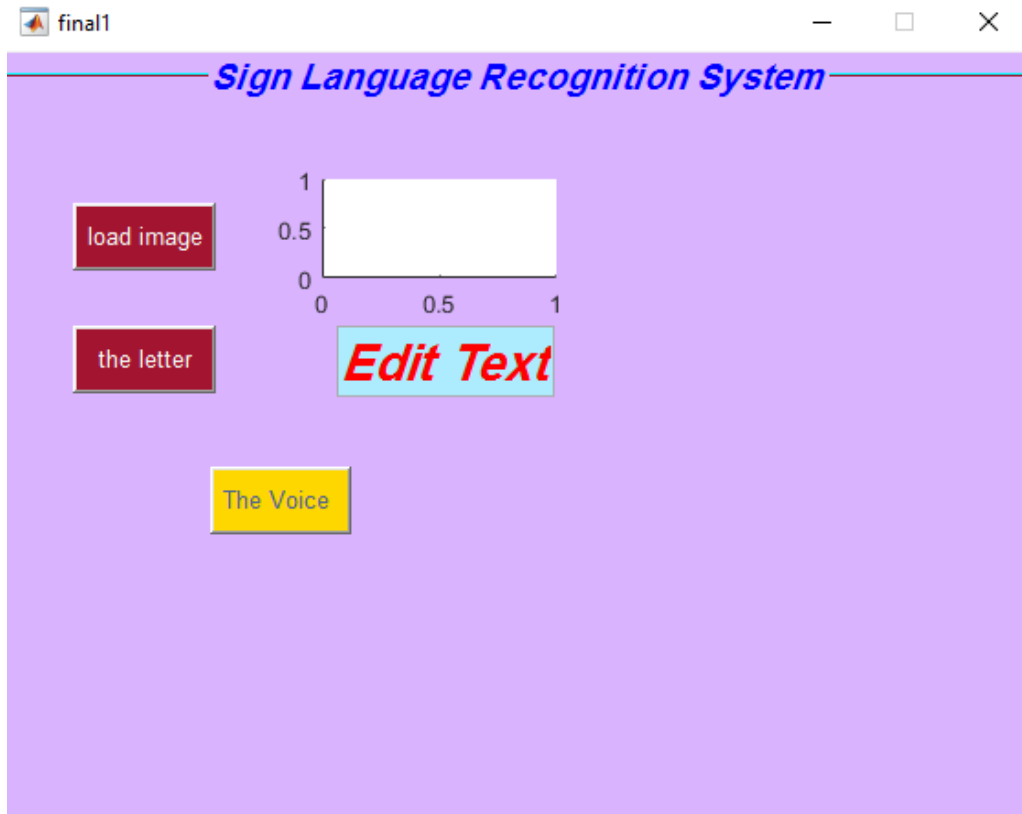 final1
Sign Language Recognition System
load image
1
0.5
0
0 0.5 1
the letter
Edit Text
The Voice